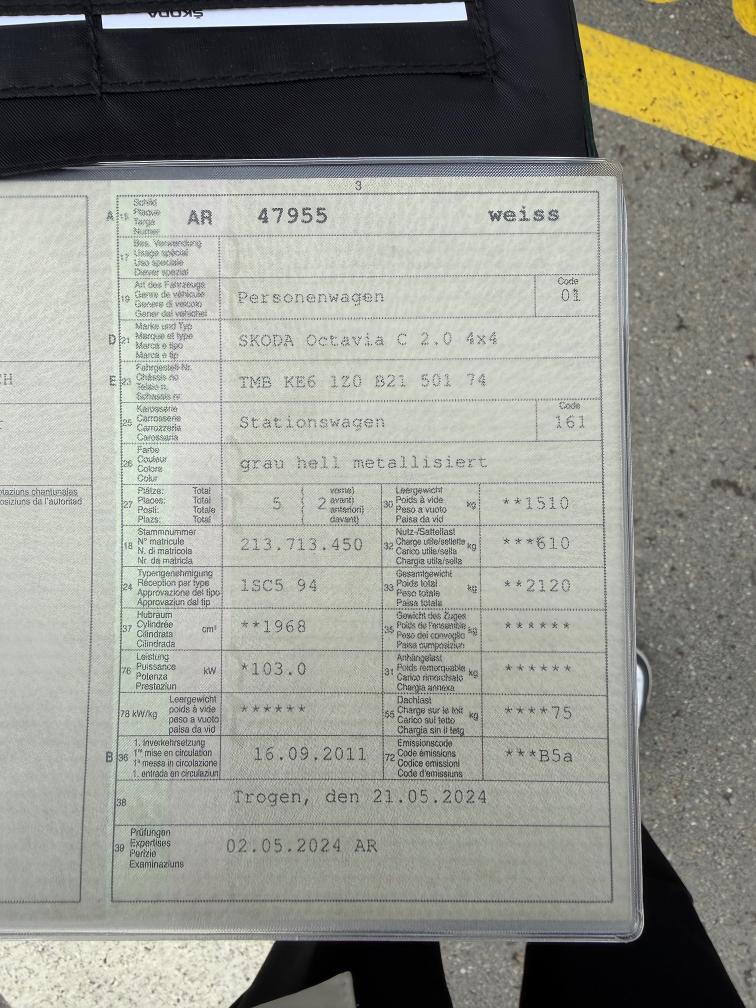 ŠKODA
3
A 15 Schild
Plaque
Targa
Numer
AR 47955 weiss
17 Bes. Verwendung
Usage spécial
Uso speciale
Diever spezial
19 Art des Fahrzeugs
Genre de véhicule
Genere di veicolo
Gener dal vehichel
Personenwagen
Code
01
D 21 Marke und Typ
Marque et type
Marca e tipo
Marca e tip
SKODA Octavia C 2.0 4x4
E 23 Fahrgestell-Nr.
Châssis no
Telaio n.
Schassis nr.
TMB KE6 1Z0 B21 501 74
CH
25 Karosserie
Carrosserie
Carrozzeria
Carossaria
Stationswagen
Code
161
26 Farbe
Couleur
Colore
Colur
grau hell metallisiert
27 Plätze: Total
Places: Total
Posti: Totale
Plazs: Total
5 ( 2 vorne)
avant)
anteriori)
davant)
30 Leergewicht
Poids à vide
Peso a vuoto
Paisa da vid
kg
**1510
18 Stammnummer
N° matricule
N. di matricola
Nr. da matricla
213.713.450
32 Nutz-/Sattellast
Charge utile/sellette
Carico utile/sella
Chargia utila/sella
kg
***610
24 Typengenehmigung
Réception par type
Approvazione del tipo
Approvaziun dal tip
1SC5 94
33 Gesamtgewicht
Poids total
Peso totale
Paisa totala
kg
**2120
37 Hubraum
Cylindrée
Cilindrata
Cilindrada
cm³
**1968
35 Gewicht des Zuges
Poids de l'ensemble
Peso del convoglio
Paisa cumposiziun
kg
******
76 Leistung
Puissance
Potenza
Prestaziun
kW
*103.0
31 Anhängelast
Poids remorquable
Carico rimorchiato
Chargia annexa
kg
******
78 kW/kg Leergewicht
poids à vide
peso a vuoto
paisa da vid
******
55 Dachlast
Charge sur le toit
Carico sul tetto
Chargia sin il tetg
kg
****75
B 36 1. Inverkehrsetzung
1re mise en circulation
1a messa in circolazione
1. entrada en circulaziun
16.09.2011
72 Emissionscode
Code émissions
Codice emissioni
Code d'emissiuns
***B5a
38 Trogen, den 21.05.2024
39 Prüfungen
Expertises
Perizie
Examinaziuns
02.05.2024 AR